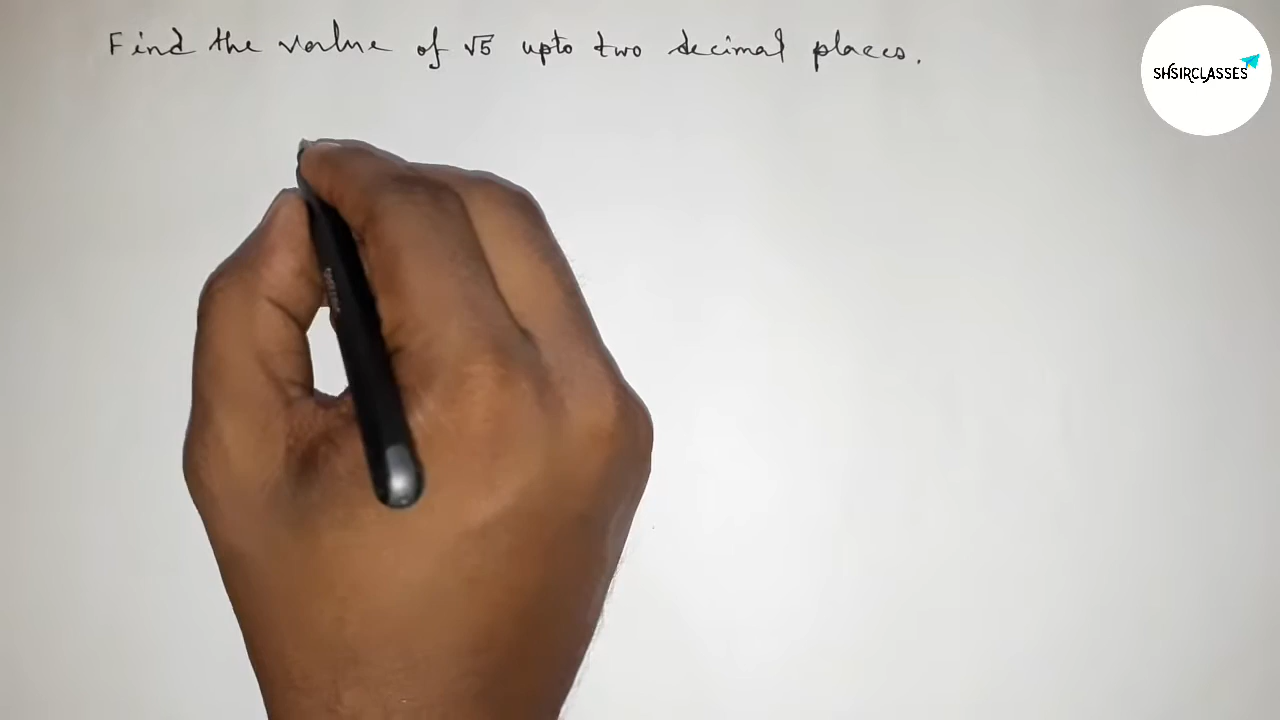 Find the value of √5 upto two decimal places.
SHSIRCLASSES